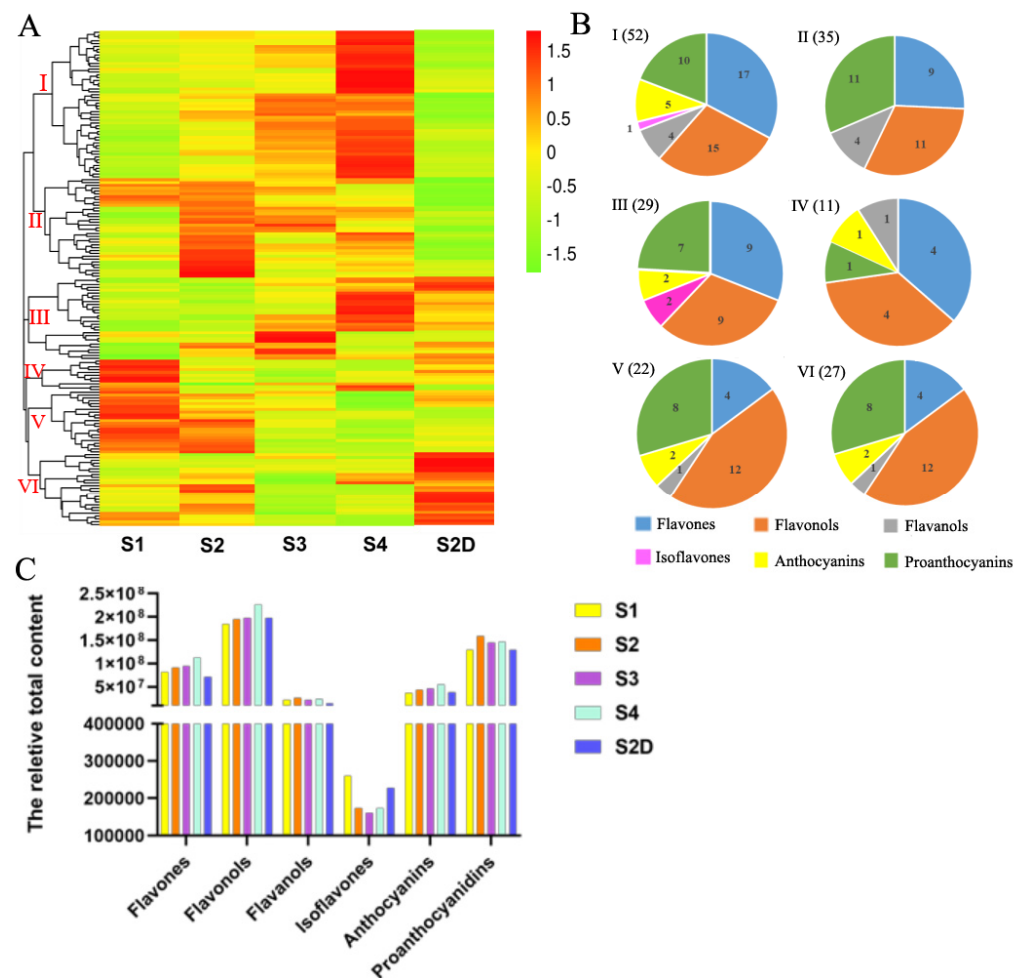 A
I
II
III
IV
V
VI
1.5
1
0.5
0
-0.5
-1
-1.5
S1 S2 S3 S4 S2D
B
I (52)
17
15
4
1
5
10
II (35)
9
11
4
11
III (29)
9
9
2
2
7
IV (11)
4
4
1
1
1
V (22)
4
12
1
2
8
VI (27)
4
12
1
2
8
Flavones Flavonols Flavanols
Isoflavones Anthocyanins Proanthocyanins
C
The reletive total content
2.5×10⁸
2×10⁸
1.5×10⁸
1×10⁸
5×10⁷
400000
300000
200000
100000
Flavones
Flavonols
Flavanols
Isoflavones
Anthocyanins
Proanthocyanidins
S1
S2
S3
S4
S2D